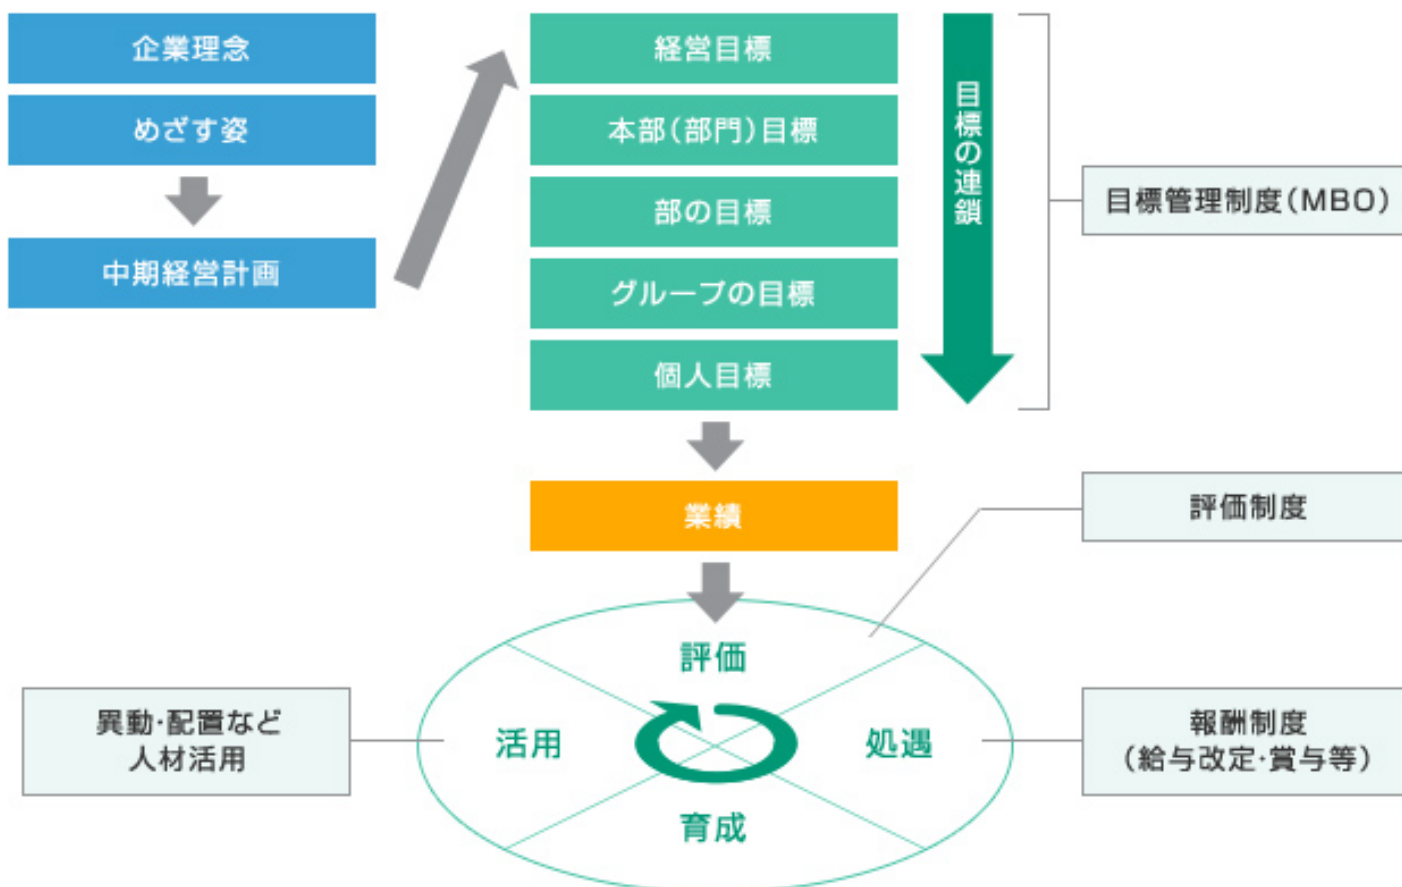 企業理念
めざす姿
中期経営計画
経営目標
本部(部門)目標
部の目標
グループの目標
個人目標
目標の連鎖
目標管理制度(MBO)
業績
評価制度
評価
活用
処遇
育成
異動・配置など
人材活用
報酬制度
(給与改定・賞与等)